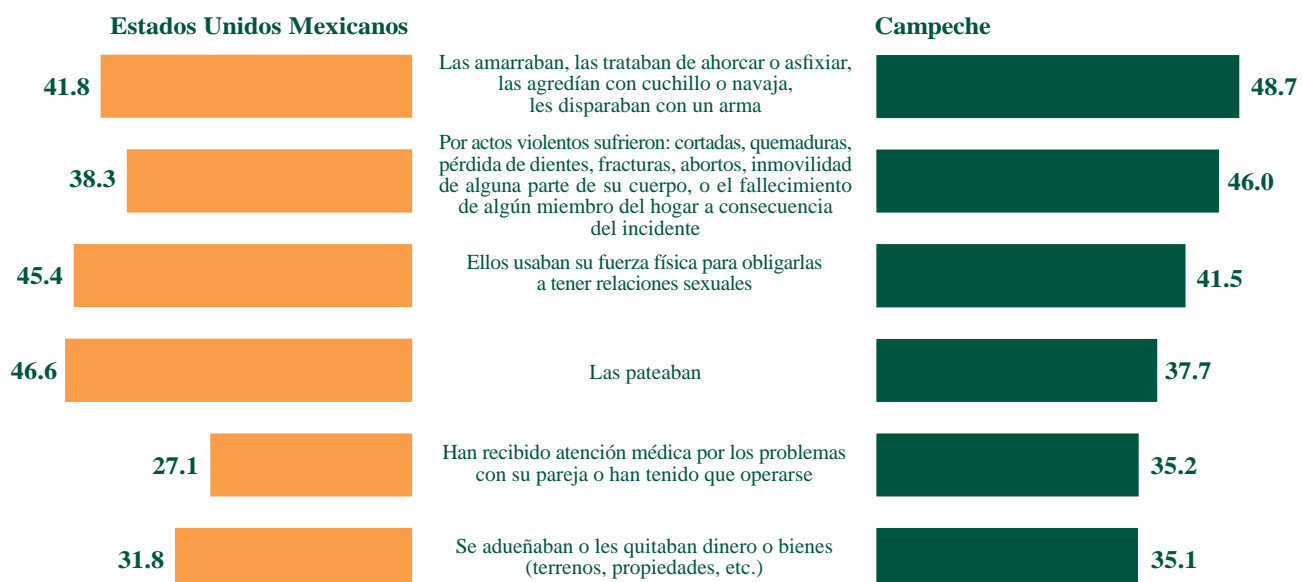 Estados Unidos Mexicanos
Campeche
41.8
Las amarraban, las trataban de ahorcar o asfixiar,
las agredían con cuchillo o navaja,
les disparaban con un arma
48.7
38.3
Por actos violentos sufrieron: cortadas, quemaduras,
pérdida de dientes, fracturas, abortos, inmovilidad
de alguna parte de su cuerpo, o el fallecimiento
de algún miembro del hogar a consecuencia
del incidente
46.0
45.4
Ellos usaban su fuerza física para obligarlas
a tener relaciones sexuales
41.5
46.6
Las pateaban
37.7
27.1
Han recibido atención médica por los problemas
con su pareja o han tenido que operarse
35.2
31.8
Se adueñaban o les quitaban dinero o bienes
(terrenos, propiedades, etc.)
35.1